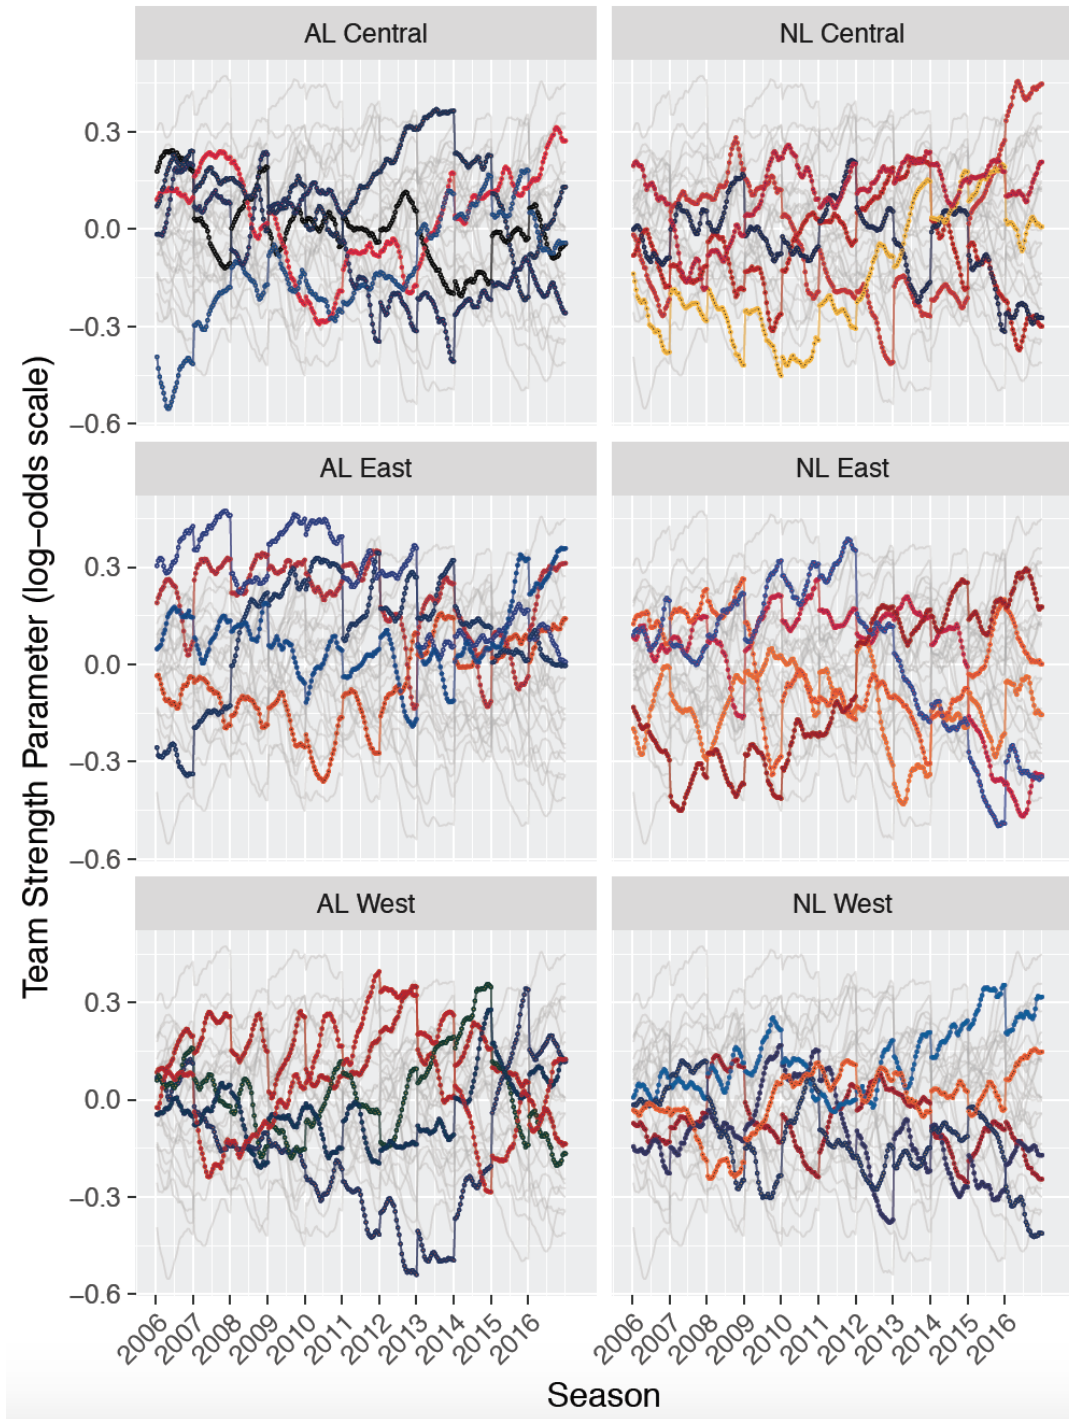 AL Central
NL Central
0.3
0.0
−0.3
−0.6
AL East
NL East
0.3
0.0
−0.3
−0.6
AL West
NL West
0.3
0.0
−0.3
−0.6
Team Strength Parameter (log−odds scale)
2006 2007 2008 2009 2010 2011 2012 2013 2014 2015 2016
2006 2007 2008 2009 2010 2011 2012 2013 2014 2015 2016
Season